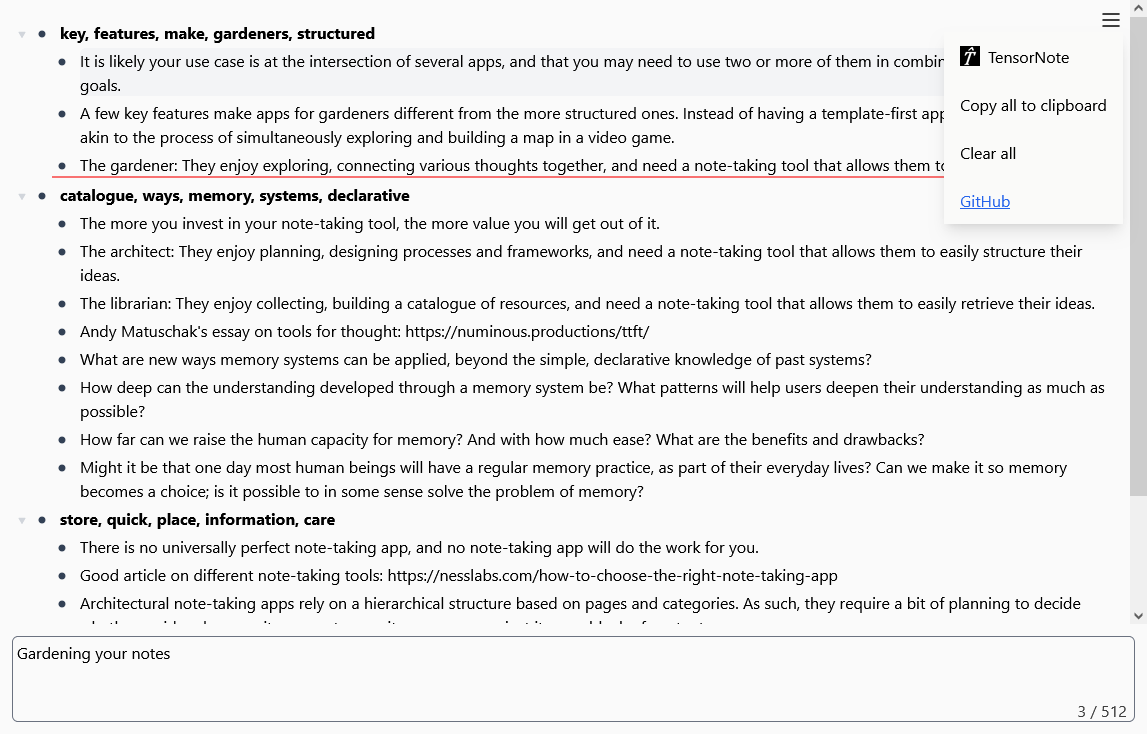 key, features, make, gardeners, structured
It is likely your use case is at the intersection of several apps, and that you may need to use two or more of them in
goals.
A few key features make apps for gardeners different from the more structured ones. Instead of having a template-first
akin to the process of simultaneously exploring and building a map in a video game.
The gardener: They enjoy exploring, connecting various thoughts together, and need a note-taking tool that allows them
TensorNote
Copy all to clipboard
Clear all
GitHub
catalogue, ways, memory, systems, declarative
The more you invest in your note-taking tool, the more value you will get out of it.
The architect: They enjoy planning, designing processes and frameworks, and need a note-taking tool that allows them to easily structure their
ideas.
The librarian: They enjoy collecting, building a catalogue of resources, and need a note-taking tool that allows them to easily retrieve their ideas.
Andy Matuschak's essay on tools for thought: https://numinous.productions/ttft/
What are new ways memory systems can be applied, beyond the simple, declarative knowledge of past systems?
How deep can the understanding developed through a memory system be? What patterns will help users deepen their understanding as much as
possible?
How far can we raise the human capacity for memory? And with how much ease? What are the benefits and drawbacks?
Might it be that one day most human beings will have a regular memory practice, as part of their everyday lives? Can we make it so memory
becomes a choice; is it possible to in some sense solve the problem of memory?
store, quick, place, information, care
There is no universally perfect note-taking app, and no note-taking app will do the work for you.
Good article on different note-taking tools: https://nesslabs.com/how-to-choose-the-right-note-taking-app
Architectural note-taking apps rely on a hierarchical structure based on pages and categories. As such, they require a bit of planning to decide
Gardening your notes
3 / 512